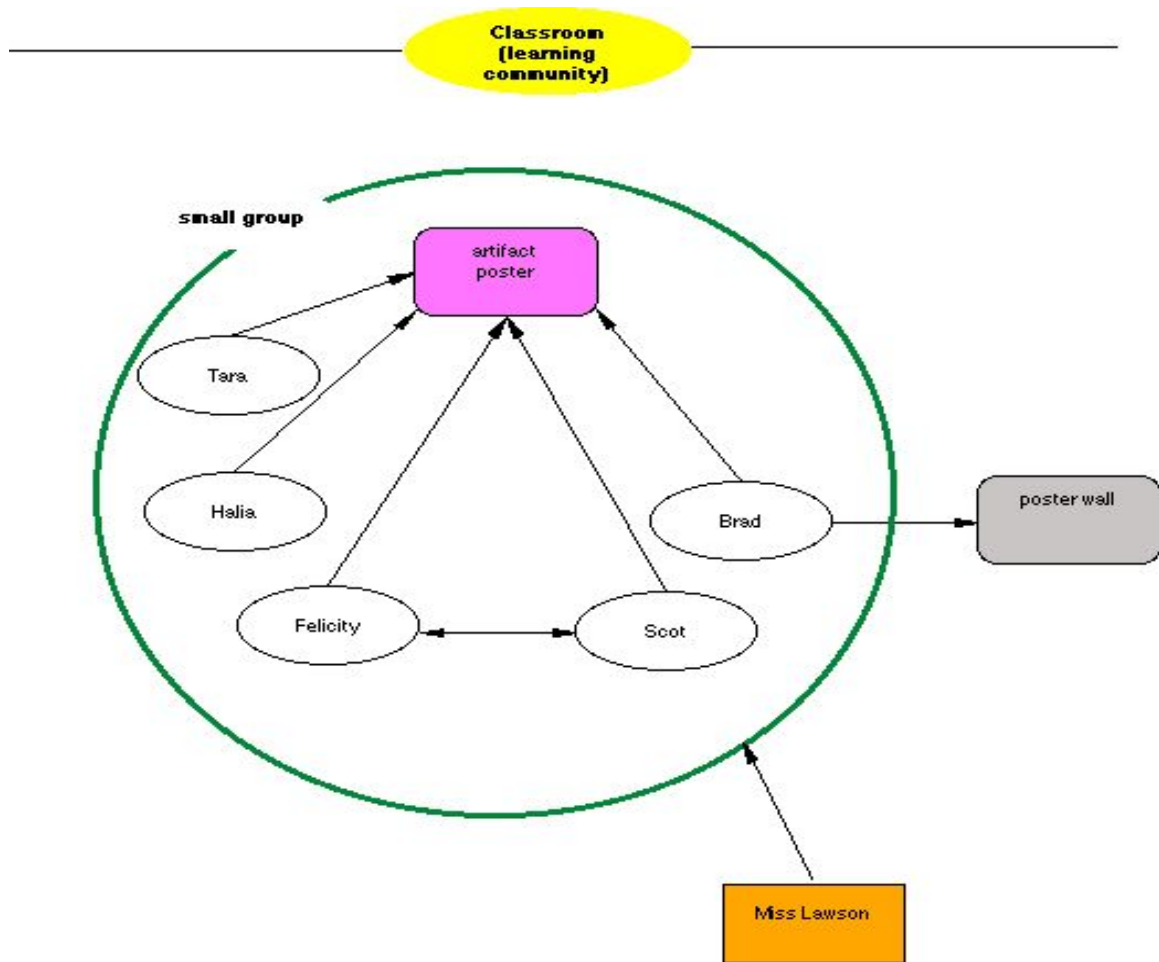 Classroom
(learning
community)
small group
artifact
poster
Tara
Halia
Brad
poster wall
Felicity
Scot
Miss Lawson